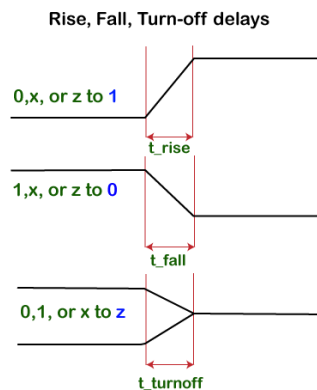 Rise, Fall, Turn-off delays
0,x, or z to 1
t_rise
1,x, or z to 0
t_fall
0,1, or x to z
t_turnoff